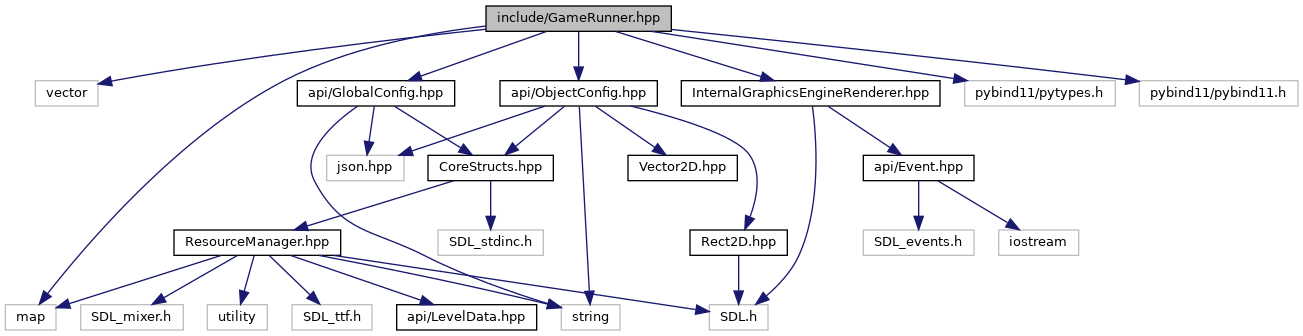 include/GameRunner.hpp
vector
api/GlobalConfig.hpp
api/ObjectConfig.hpp
InternalGraphicsEngineRenderer.hpp
pybind11/pytypes.h
pybind11/pybind11.h
json.hpp
CoreStructs.hpp
Vector2D.hpp
api/Event.hpp
ResourceManager.hpp
SDL_stdinc.h
Rect2D.hpp
SDL_events.h
iostream
map
SDL_mixer.h
utility
SDL_ttf.h
api/LevelData.hpp
string
SDL.h